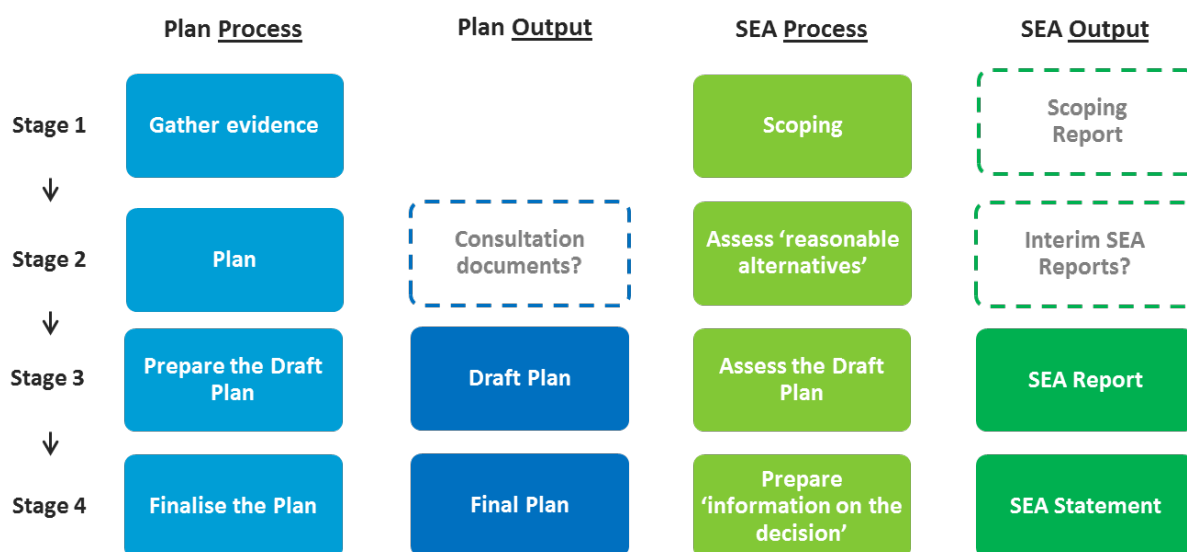 Plan Process
Plan Output
SEA Process
SEA Output
Stage 1
Gather evidence
Scoping
Scoping
Report
Stage 2
Plan
Consultation
documents?
Assess ‘reasonable
alternatives’
Interim SEA
Reports?
Stage 3
Prepare the Draft
Plan
Draft Plan
Assess the Draft
Plan
SEA Report
Stage 4
Finalise the Plan
Final Plan
Prepare
‘information on the
decision’
SEA Statement